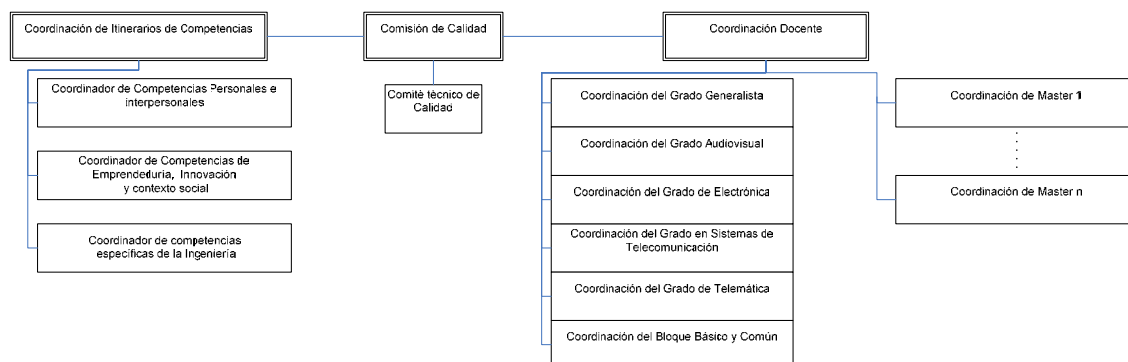 Coordinación de Itinerarios de Competencias
Comisión de Calidad
Coordinación Docente
Coordinador de Competencias Personales e
interpersonales
Coordinador de Competencias de
Emprendeduria, Innovación
y contexto social
Coordinador de competencias
específicas de la Ingeniería
Comité técnico de
Calidad
Coordinación del Grado Generalista
Coordinación del Grado Audiovisual
Coordinación del Grado de Electrónica
Coordinación del Grado en Sistemas de
Telecomunicación
Coordinación del Grado de Telemática
Coordinación del Bloque Básico y Común
Coordinación de Master 1
Coordinación de Master n